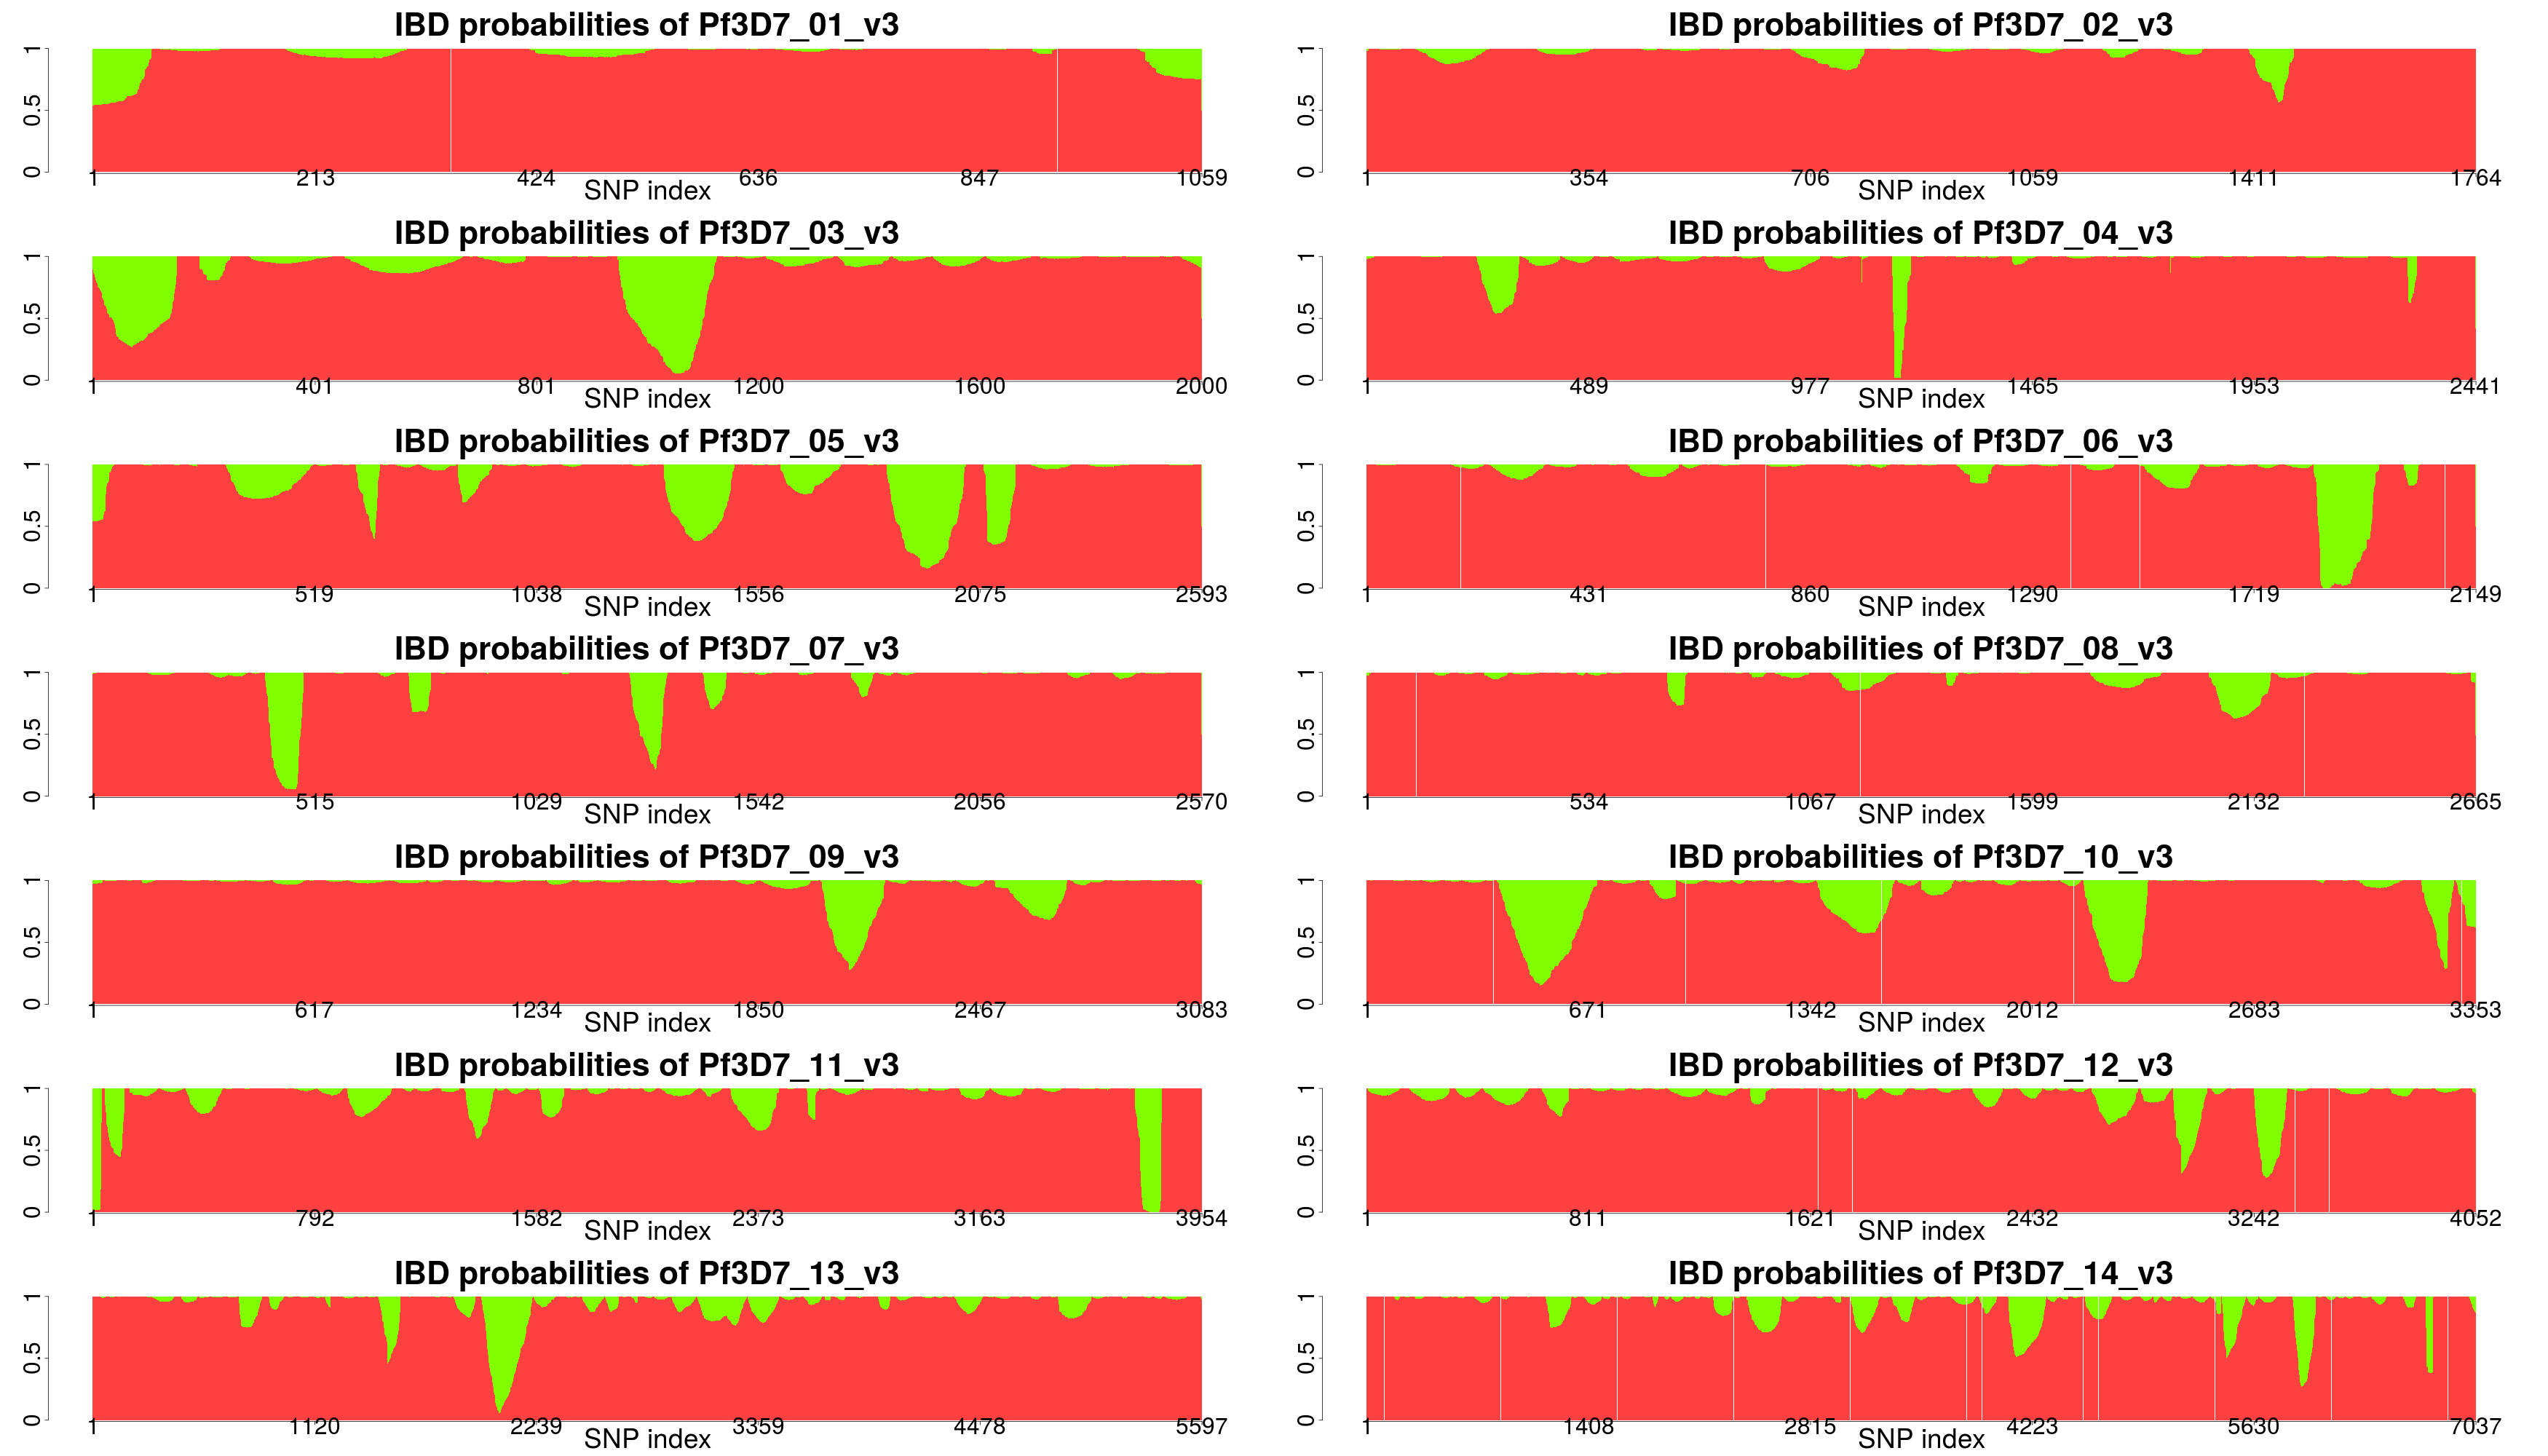 IBD probabilities of Pf3D7_01_v3
0 0.5 1
1 213 424 636 847 1059
SNP index
IBD probabilities of Pf3D7_02_v3
0 0.5 1
1 354 706 1059 1411 1764
SNP index
IBD probabilities of Pf3D7_03_v3
0 0.5 1
1 401 801 1200 1600 2000
SNP index
IBD probabilities of Pf3D7_04_v3
0 0.5 1
1 489 977 1465 1953 2441
SNP index
IBD probabilities of Pf3D7_05_v3
0 0.5 1
1 519 1038 1556 2075 2593
SNP index
IBD probabilities of Pf3D7_06_v3
0 0.5 1
1 431 860 1290 1719 2149
SNP index
IBD probabilities of Pf3D7_07_v3
0 0.5 1
1 515 1029 1542 2056 2570
SNP index
IBD probabilities of Pf3D7_08_v3
0 0.5 1
1 534 1067 1599 2132 2665
SNP index
IBD probabilities of Pf3D7_09_v3
0 0.5 1
1 617 1234 1850 2467 3083
SNP index
IBD probabilities of Pf3D7_10_v3
0 0.5 1
1 671 1342 2012 2683 3353
SNP index
IBD probabilities of Pf3D7_11_v3
0 0.5 1
1 792 1582 2373 3163 3954
SNP index
IBD probabilities of Pf3D7_12_v3
0 0.5 1
1 811 1621 2432 3242 4052
SNP index
IBD probabilities of Pf3D7_13_v3
0 0.5 1
1 1120 2239 3359 4478 5597
SNP index
IBD probabilities of Pf3D7_14_v3
0 0.5 1
1 1408 2815 4223 5630 7037
SNP index